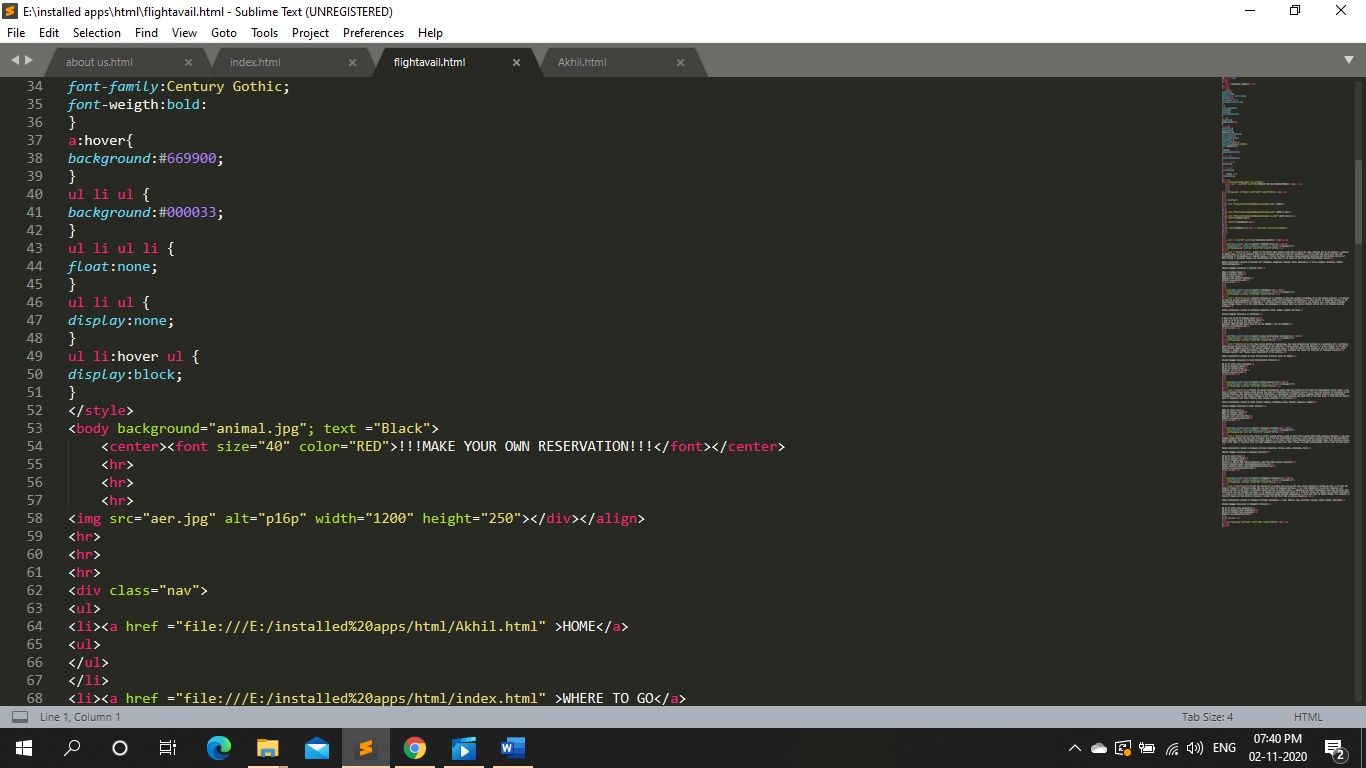 E:\installed apps\html\flightavail.html - Sublime Text (UNREGISTERED)
File Edit Selection Find View Goto Tools Project Preferences Help
about us.html index.html flightavail.html Akhil.html
34 font-family:Century Gothic;
35 font-weigth:bold:
36 }
37 a:hover{
38 background:#669900;
39 }
40 ul li ul {
41 background:#000033;
42 }
43 ul li ul li {
44 float:none;
45 }
46 ul li ul {
47 display:none;
48 }
49 ul li:hover ul {
50 display:block;
51 }
52 </style>
53 <body background="animal.jpg"; text ="Black">
54 <center><font size="40" color="RED">!!!MAKE YOUR OWN RESERVATION!!!</font></center>
55 <hr>
56 <hr>
57 <hr>
58 <img src="aer.jpg" alt="p16p" width="1200" height="250"></div></align>
59 <hr>
60 <hr>
61 <hr>
62 <div class="nav">
63 <ul>
64 <li><a href ="file:///E:/installed%20apps/html/Akhil.html" >HOME</a>
65 <ul>
66 </ul>
67 </li>
68 <li><a href ="file:///E:/installed%20apps/html/index.html" >WHERE TO GO</a>
Line 1, Column 1 Tab Size: 4 HTML
ENG 07:40 PM
02-11-2020 2